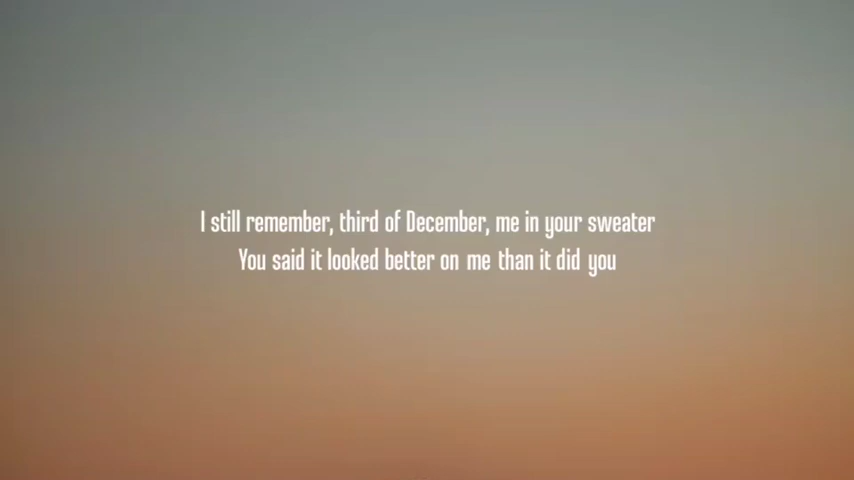 I still remember, third of December, me in your sweater
You said it looked better on me than it did you